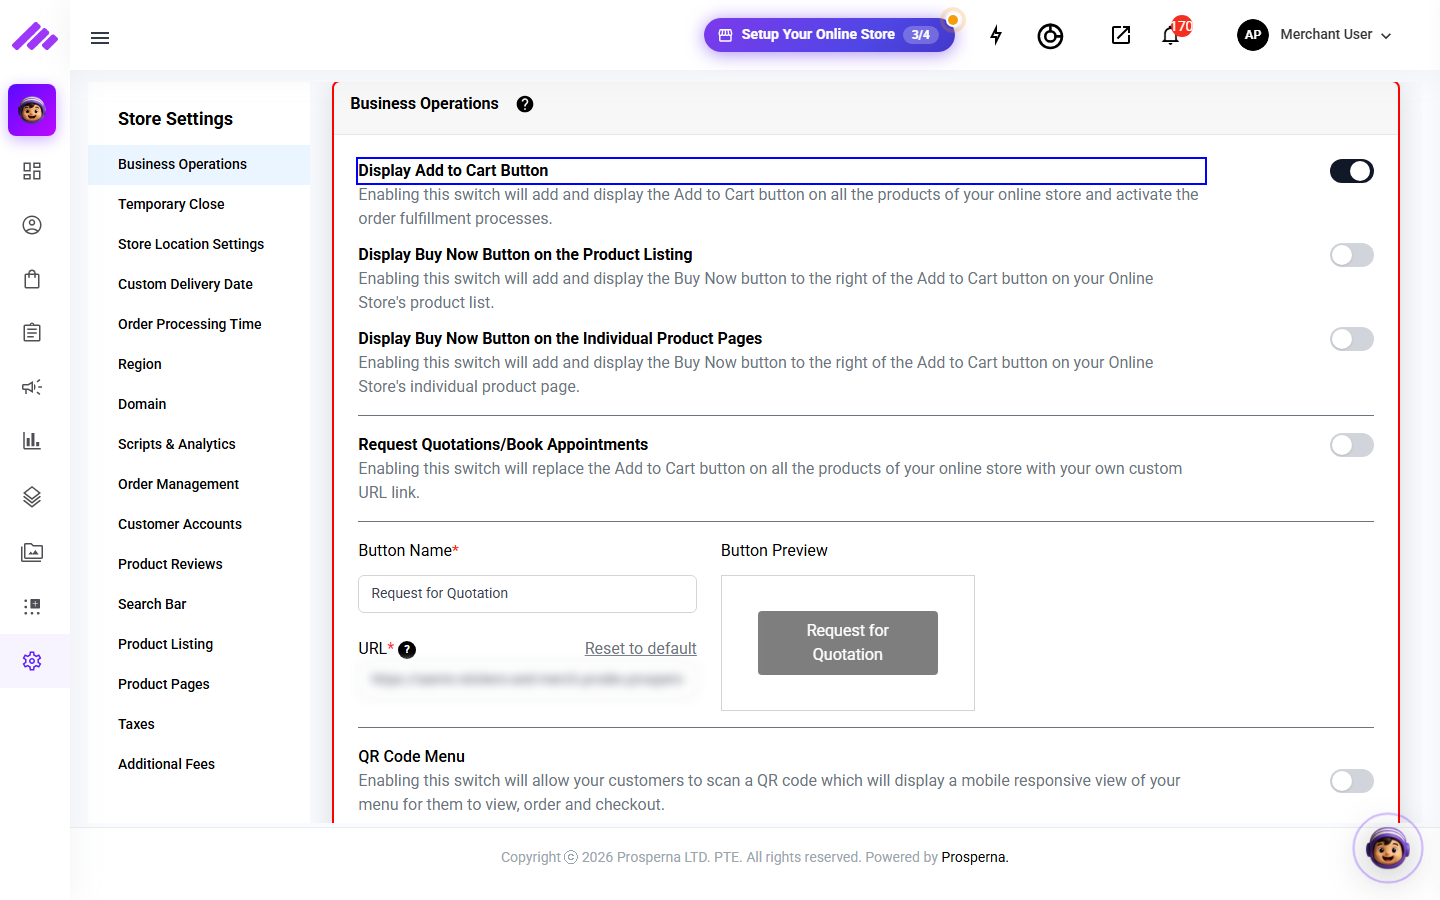 Setup Your Online Store 3/4
170
AP Merchant User
Store Settings
Business Operations
Temporary Close
Store Location Settings
Custom Delivery Date
Order Processing Time
Region
Domain
Scripts & Analytics
Order Management
Customer Accounts
Product Reviews
Search Bar
Product Listing
Product Pages
Taxes
Additional Fees
Business Operations ?
Display Add to Cart Button
Enabling this switch will add and display the Add to Cart button on all the products of your online store and activate the
order fulfillment processes.
Display Buy Now Button on the Product Listing
Enabling this switch will add and display the Buy Now button to the right of the Add to Cart button on your Online
Store's product list.
Display Buy Now Button on the Individual Product Pages
Enabling this switch will add and display the Buy Now button to the right of the Add to Cart button on your Online
Store's individual product page.
Request Quotations/Book Appointments
Enabling this switch will replace the Add to Cart button on all the products of your online store with your own custom
URL link.
Button Name*
Request for Quotation
URL* ? Reset to default
Button Preview
Request for
Quotation
QR Code Menu
Enabling this switch will allow your customers to scan a QR code which will display a mobile responsive view of your
menu for them to view, order and checkout.
Copyright © 2026 Prosperna LTD. PTE. All rights reserved. Powered by Prosperna.